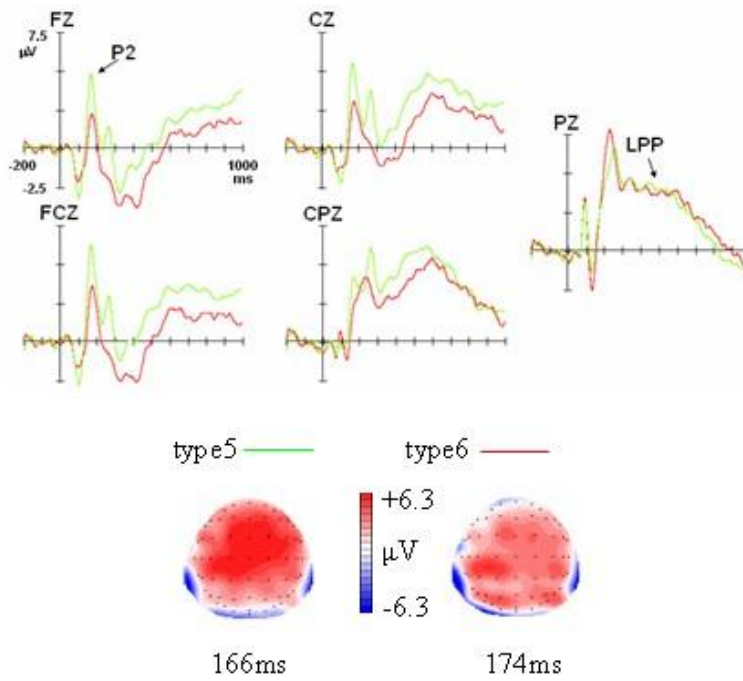 FZ
7.5
µV
P2
-200
1000
ms
-2.5
CZ
PZ
LPP
FCZ
CPZ
type5
type6
+6.3
µV
-6.3
166ms
174ms